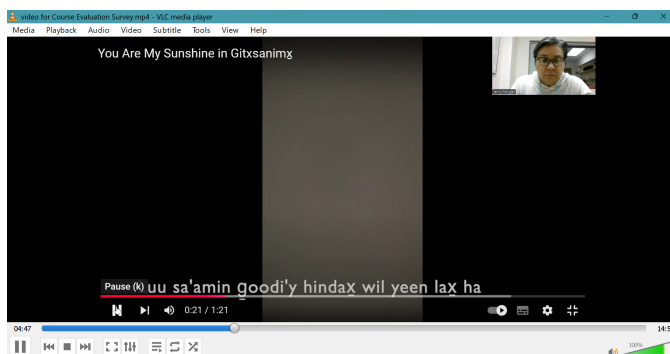 video for Course Evaluation Survey.mp4 - VLC media player
Media Playback Audio Video Subtitle Tools View Help
You Are My Sunshine in Gitxsanimx̱
Pause (k)
uu sa'amin g̱oodi'y hindax̱ wil yeen lax̱ ha
0:21 / 1:21
04:47
100%